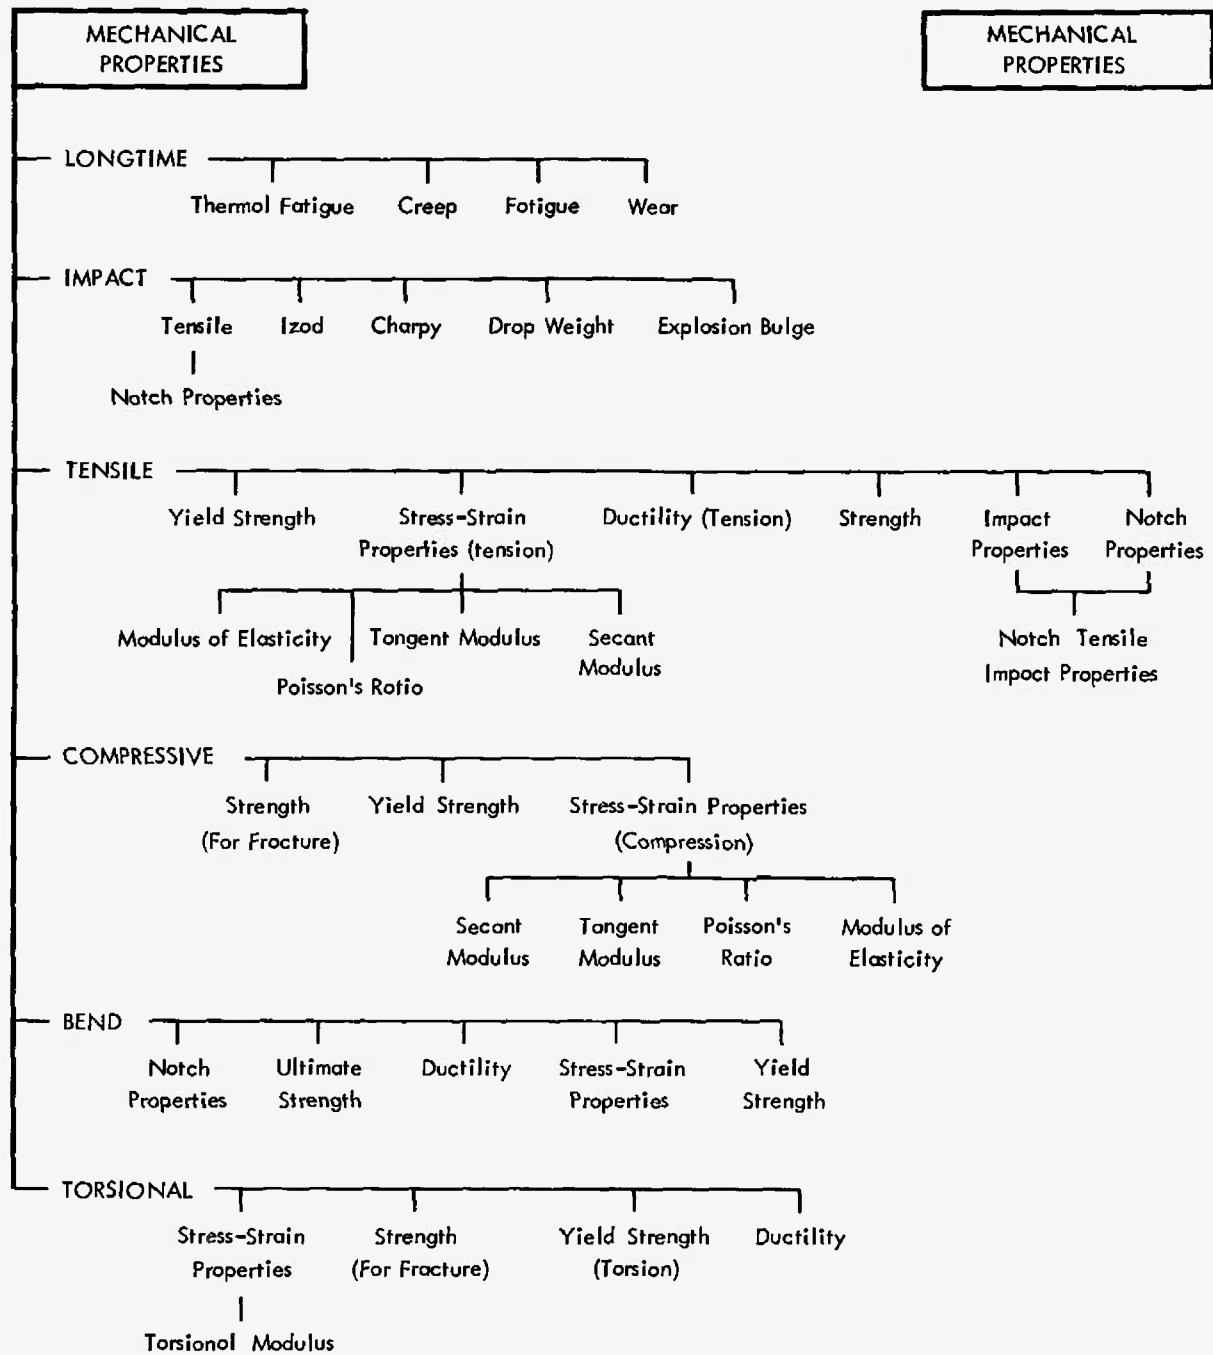 MECHANICAL
PROPERTIES
MECHANICAL
PROPERTIES
LONGTIME
Thermol Fatigue Creep Fotigue Wear
IMPACT
Tensile Izod Charpy Drop Weight Explosion Bulge
Notch Properties
TENSILE
Yield Strength Stress-Strain Ductility (Tension) Strength Impact Notch
Properties (tension) Properties Properties
Modulus of Elasticity Tongent Modulus Secant Notch Tensile
Modulus Impoct Properties
Poisson's Rotio
COMPRESSIVE
Strength Yield Strength Stress-Strain Properties
(For Frocture) (Compression)
Secont Tongent Poisson's Modulus of
Modulus Modulus Ratio Elasticity
BEND
Notch Ultimate Ductility Stress-Strain Yield
Properties Strength Properties Strength
TORSIONAL
Stress-Strain Strength Yield Strength Ductility
Properties (For Fracture) (Torsion)
Torsional Modulus